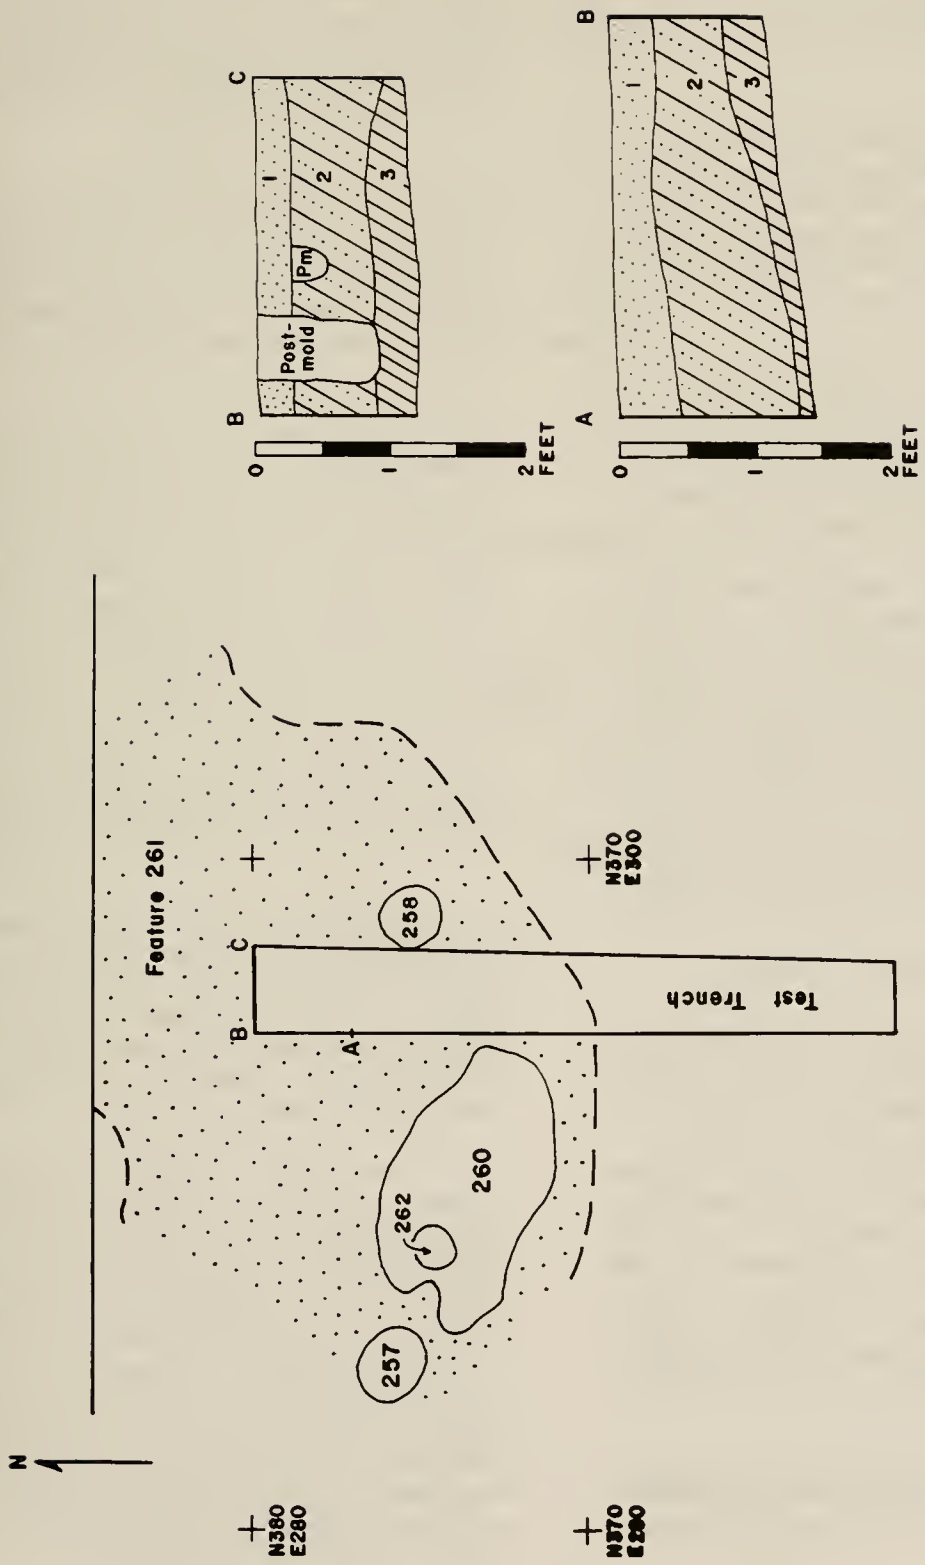 N
N380
E280
N370
E280
Feature 261
257
262
260
258
B
C
A
Test
Trench
N370
E300
B
C
1
2
3
Post-
mold
Pm
0
1
2
FEET
A
B
1
2
3
0
1
2
FEET